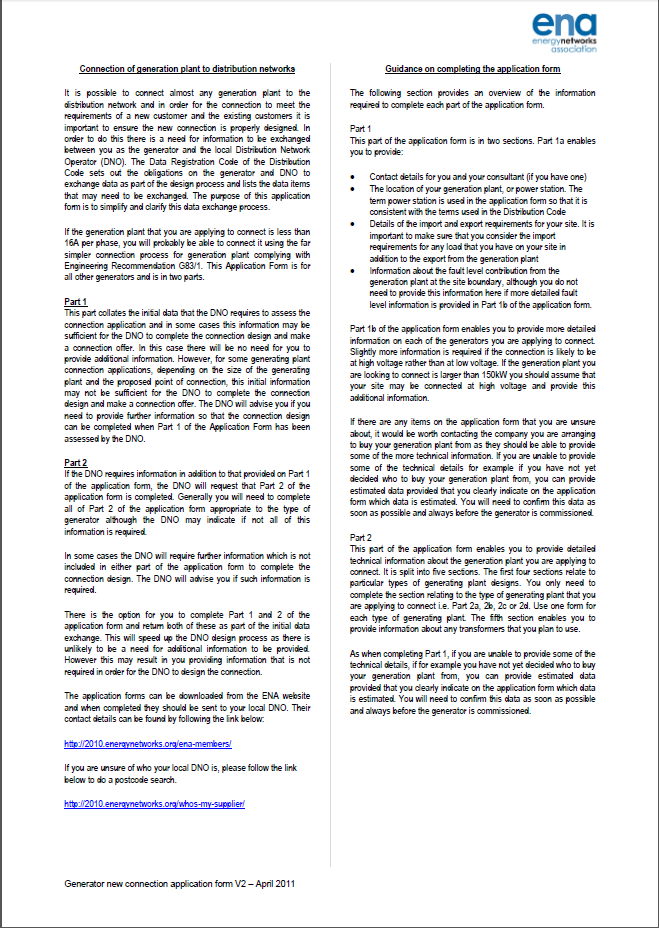 ena
energynetworks
association
Connection of generation plant to distribution networks
It is possible to connect almost any generation plant to the
distribution network and in order for the connection to meet the
requirements of a new customer and the existing customers it is
important to ensure the new connection is properly designed. In
order to do this there is a need for information to be exchanged
between you as the generator and the local Distribution Network
Operator (DNO). The Data Registration Code of the Distribution
Code sets out the obligations on the generator and DNO to
exchange data as part of the design process and lists the data items
that may need to be exchanged. The purpose of this application
form is to simplify and clarify this data exchange process.
If the generation plant that you are applying to connect is less than
16A per phase, you will probably be able to connect it using the far
simpler connection process for generation plant complying with
Engineering Recommendation G83/1. This Application Form is for
all other generators and is in two parts.
Part 1
This part collates the initial data that the DNO requires to assess the
connection application and in some cases this information may be
sufficient for the DNO to complete the connection design and make
a connection offer. In this case there will be no need for you to
provide additional information. However, for some generating plant
connection applications, depending on the size of the generating
plant and the proposed point of connection, this initial information
may not be sufficient for the DNO to complete the connection
design and make a connection offer. The DNO will advise you if you
need to provide further information so that the connection design
can be completed when Part 1 of the Application Form has been
assessed by the DNO.
Part 2
If the DNO requires information in addition to that provided on Part 1
of the application form, the DNO will request that Part 2 of the
application form is completed. Generally you will need to complete
all of Part 2 of the application form appropriate to the type of
generator although the DNO may indicate if not all of this
information is required.
In some cases the DNO will require further information which is not
included in either part of the application form to complete the
connection design. The DNO will advise you if such information is
required.
There is the option for you to complete Part 1 and 2 of the
application form and return both of these as part of the initial data
exchange. This will speed up the DNO design process as there is
unlikely to be a need for additional information to be provided.
However this may result in you providing information that is not
required in order for the DNO to design the connection.
The application forms can be downloaded from the ENA website
and when completed they should be sent to your local DNO. Their
contact details can be found by following the link below:
http://2010.energynetworks.org/ena-members/
If you are unsure of who your local DNO is, please follow the link
below to do a postcode search.
http://2010.energynetworks.org/whos-my-supplier/
Guidance on completing the application form
The following section provides an overview of the information
required to complete each part of the application form.
Part 1
This part of the application form is in two sections. Part 1a enables
you to provide:
• Contact details for you and your consultant (if you have one)
• The location of your generation plant, or power station. The
term power station is used in the application form so that it is
consistent with the terms used in the Distribution Code
• Details of the import and export requirements for your site. It is
important to make sure that you consider the import
requirements for any load that you have on your site in
addition to the export from the generation plant
• Information about the fault level contribution from the
generation plant at the site boundary, although you do not
need to provide this information here if more detailed fault
level information is provided in Part 1b of the application form.
Part 1b of the application form enables you to provide more detailed
information on each of the generators you are applying to connect.
Slightly more information is required if the connection is likely to be
at high voltage rather than at low voltage. If the generation plant you
are looking to connect is larger than 150kW you should assume that
your site may be connected at high voltage and provide this
additional information.
If there are any items on the application form that you are unsure
about, it would be worth contacting the company you are arranging
to buy your generation plant from as they should be able to provide
some of the more technical information. If you are unable to provide
some of the technical details for example if you have not yet
decided who to buy your generation plant from, you can provide
estimated data provided that you clearly indicate on the application
form which data is estimated. You will need to confirm this data as
soon as possible and always before the generator is commissioned.
Part 2
This part of the application form enables you to provide detailed
technical information about the generation plant you are applying to
connect. It is split into five sections. The first four sections relate to
particular types of generating plant designs. You only need to
complete the section relating to the type of generating plant that you
are applying to connect i.e. Part 2a, 2b, 2c or 2d. Use one form for
each type of generating plant. The fifth section enables you to
provide information about any transformers that you plan to use.
As when completing Part 1, if you are unable to provide some of the
technical details, if for example you have not yet decided who to buy
your generation plant from, you can provide estimated data
provided that you clearly indicate on the application form which data
is estimated. You will need to confirm this data as soon as possible
and always before the generator is commissioned.
Generator new connection application form V2 – April 2011